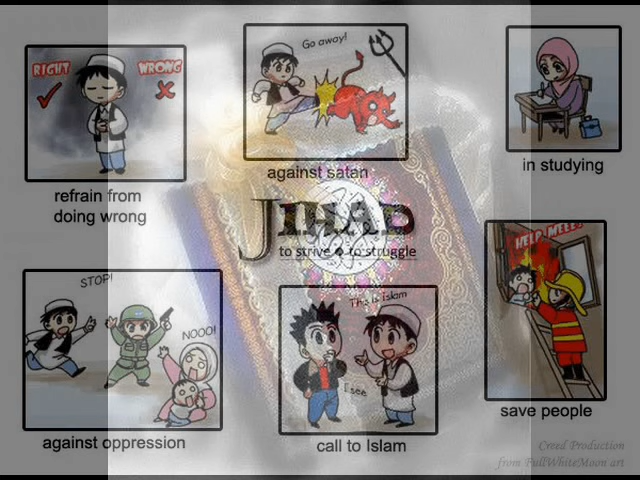 Go away!
RIGHT
WRONG
against satan
in studying
refrain from
doing wrong
JIHAD
to strive to struggle
HELP MEEE!
STOP!
NOOO!
This is Islam
I see
save people
against oppression
call to Islam
Creed Production
from FullWhiteMoon art